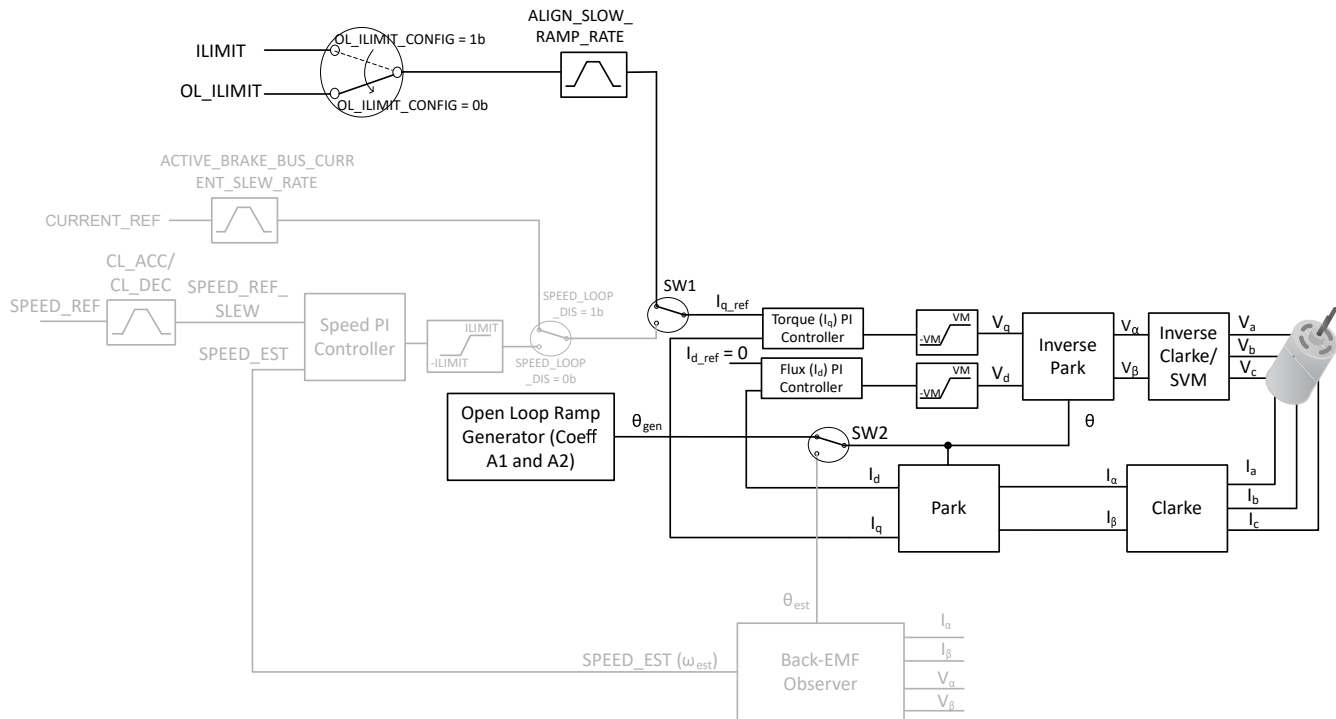 ALIGN_SLOW_
RAMP_RATE
OL_ILIMIT_CONFIG = 1b
ILIMIT
OL_ILIMIT
OL_ILIMIT_CONFIG = 0b
ACTIVE_BRAKE_BUS_CURR
ENT_SLEW_RATE
CURRENT_REF
CL_ACC/
CL_DEC
SPEED_REF
SPEED_REF_
SLEW
SPEED_EST
Speed PI
Controller
ILIMIT
-ILIMIT
SPEED_LOOP
_DIS = 1b
SPEED_LOOP
_DIS = 0b
SW1
Iq_ref
Torque (Iq) PI
Controller
Id_ref = 0
Flux (Id) PI
Controller
VM
-VM
VM
-VM
Vq
Vd
Inverse
Park
Vα
Vβ
Inverse
Clarke/
SVM
Va
Vb
Vc
Open Loop Ramp
Generator (Coeff
A1 and A2)
θgen
SW2
θ
Id
Iq
Park
Iα
Iβ
Clarke
Ia
Ib
Ic
θest
SPEED_EST (ωest)
Back-EMF
Observer
Iα
Iβ
Vα
Vβ